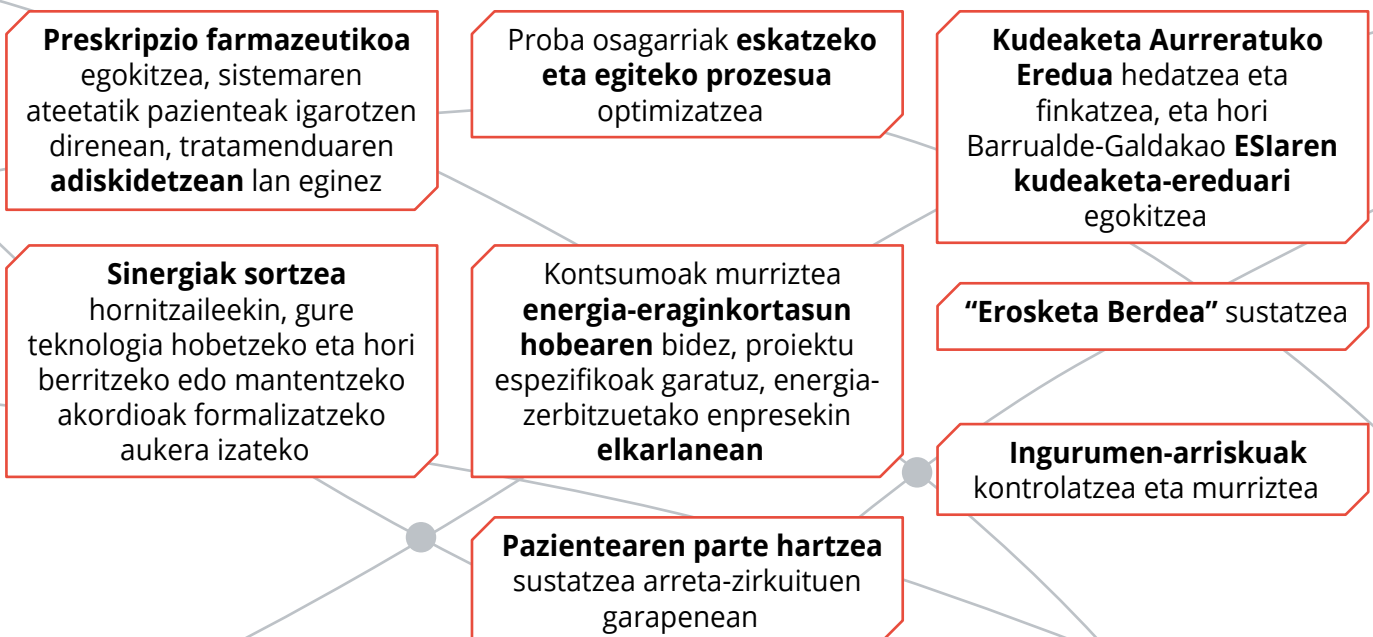 Preskripzio farmazeutikoa
egokitzea, sistemaren
ateetatik pazienteak igarotzen
direnean, tratamenduaren
adiskidetzean lan eginez
Proba osagarriak eskatzeko
eta egiteko prozesua
optimizatzea
Kudeaketa Aurreratuko
Eredua hedatzea eta
finkatzea, eta hori
Barrualde-Galdakao ESIaren
kudeaketa-ereduari
egokitzea
Sinergiak sortzea
hornitzaileekin, gure
teknologia hobetzeko eta hori
berritzeko edo mantentzeko
akordioak formalizatzeko
aukera izateko
Kontsumoak murriztea
energia-eraginkortasun
hobearen bidez, proiektu
espezifikoak garatuz, energia-
zerbitzuetako enpresekin
elkarlanean
“Erosketa Berdea” sustatzea
Ingurumen-arriskuak
kontrolatzea eta murriztea
Pazientearen parte hartzea
sustatzea arreta-zirkuituen
garapenean